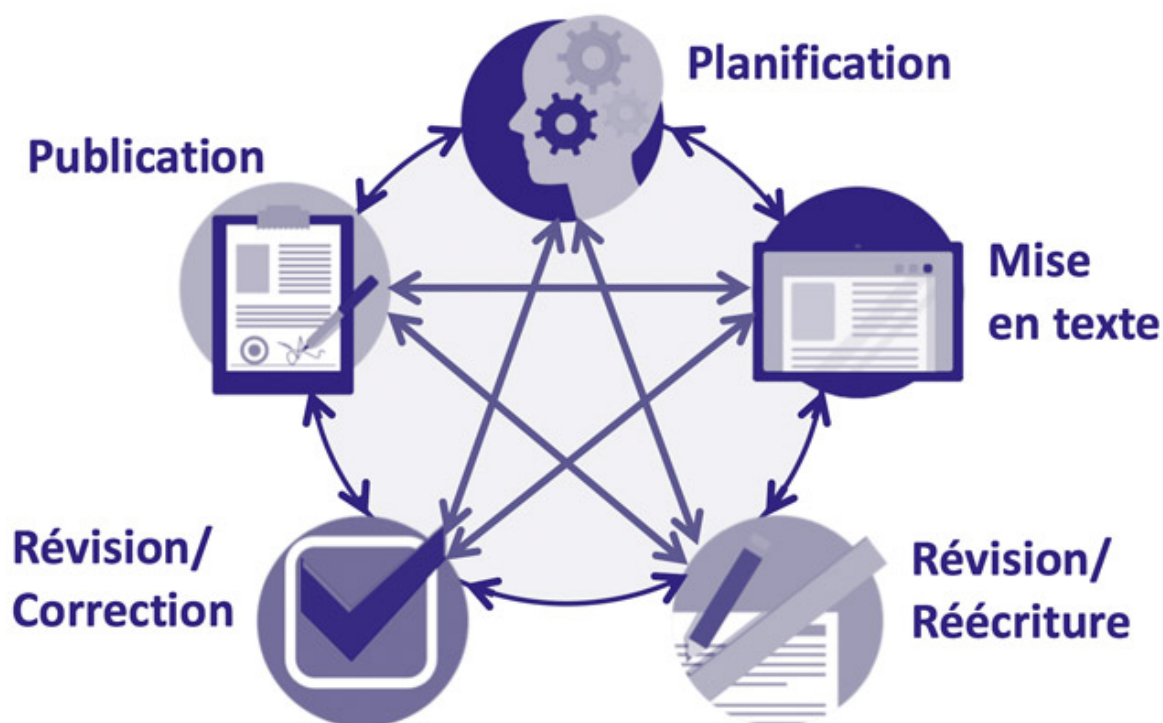 Planification
Publication
Mise
en texte
Révision/
Correction
Révision/
Réécriture